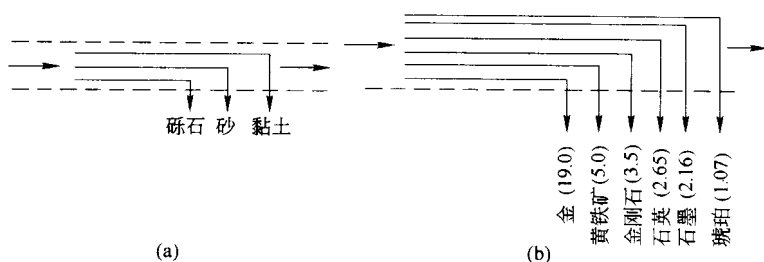 砾石 砂 黏土
金 (19.0)
黄铁矿 (5.0)
金刚石 (3.5)
石英 (2.65)
石墨 (2.16)
琥珀 (1.07)
(a)
(b)